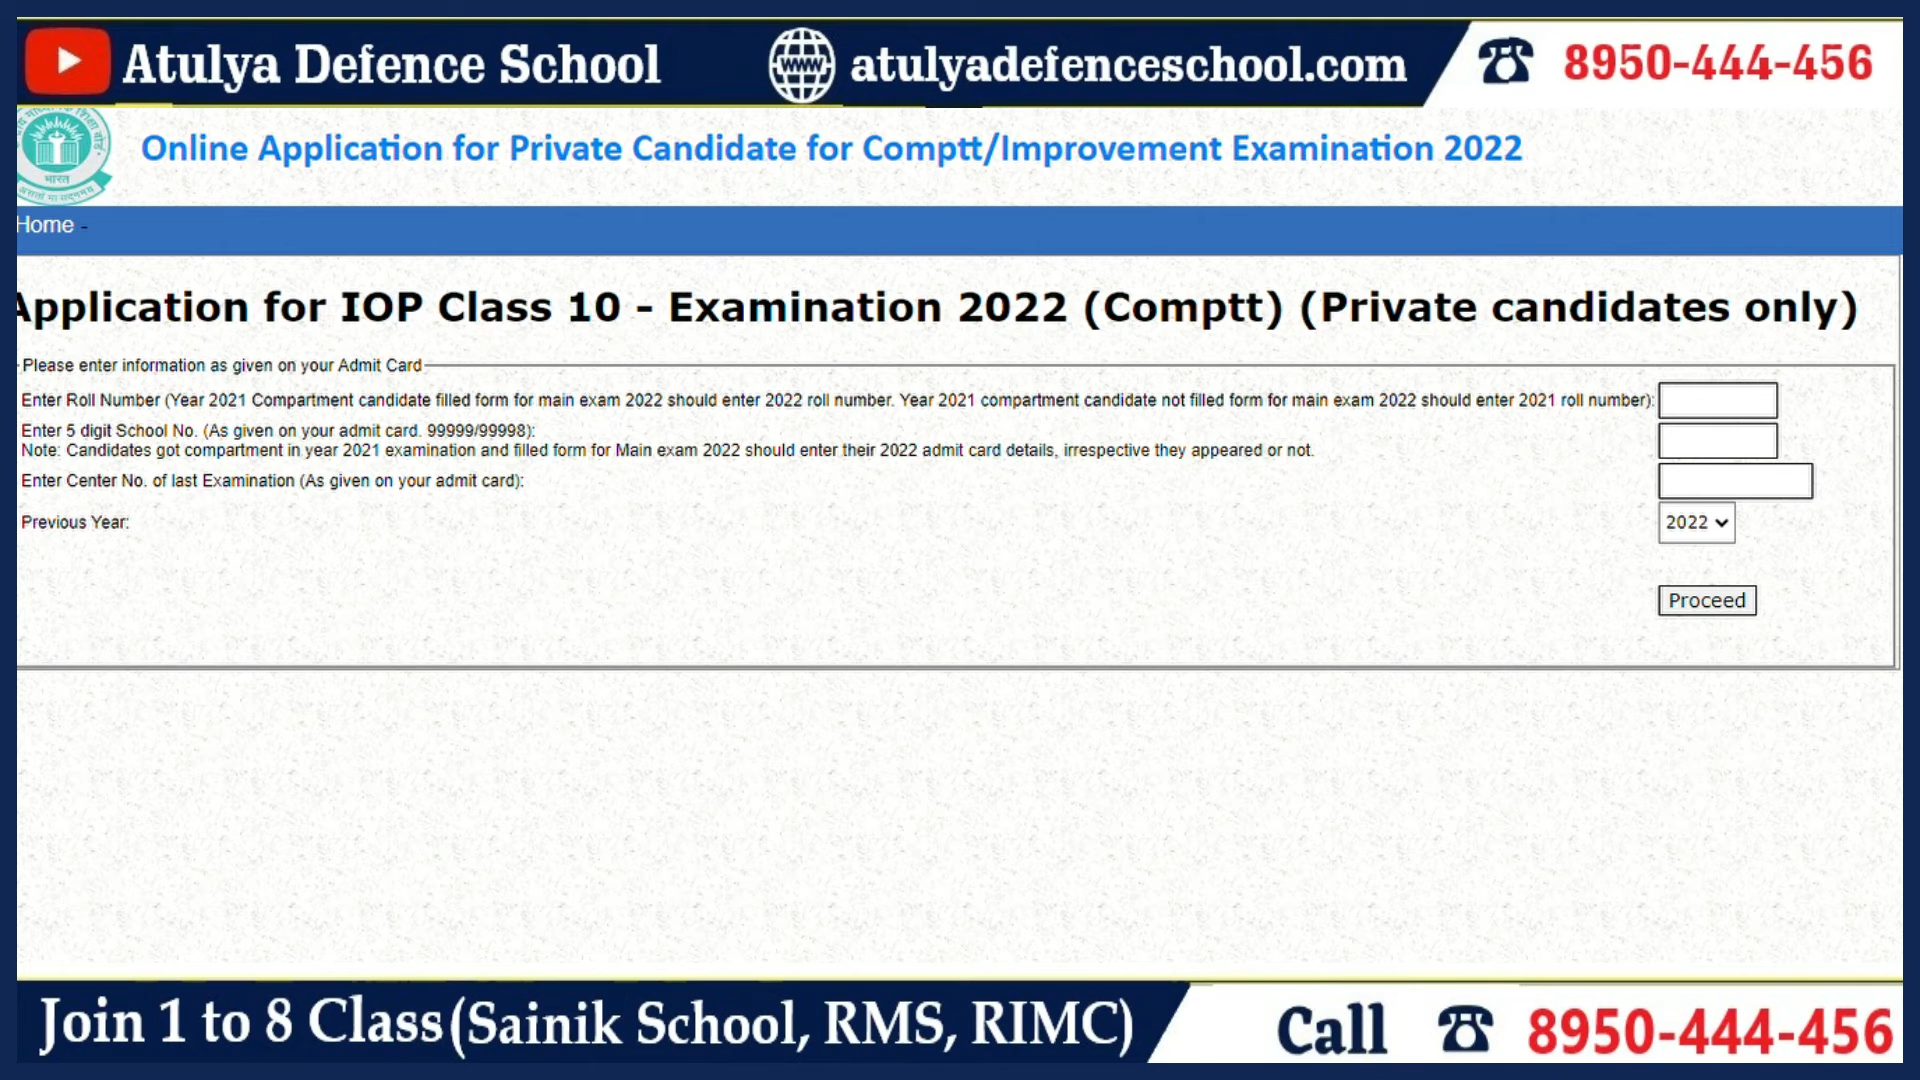 Atulya Defence School
www
atulyadefenceschool.com
8950-444-456
Online Application for Private Candidate for Comptt/Improvement Examination 2022
भारत
असतो मा सद्गमय
Home -
Application for IOP Class 10 - Examination 2022 (Comptt) (Private candidates only)
Please enter information as given on your Admit Card
Enter Roll Number (Year 2021 Compartment candidate filled form for main exam 2022 should enter 2022 roll number. Year 2021 compartment candidate not filled form for main exam 2022 should enter 2021 roll number):
Enter 5 digit School No. (As given on your admit card. 99999/99998):
Note: Candidates got compartment in year 2021 examination and filled form for Main exam 2022 should enter their 2022 admit card details, irrespective they appeared or not.
Enter Center No. of last Examination (As given on your admit card):
Previous Year:
2022
Proceed
Join 1 to 8 Class (Sainik School, RMS, RIMC)
Call
8950-444-456